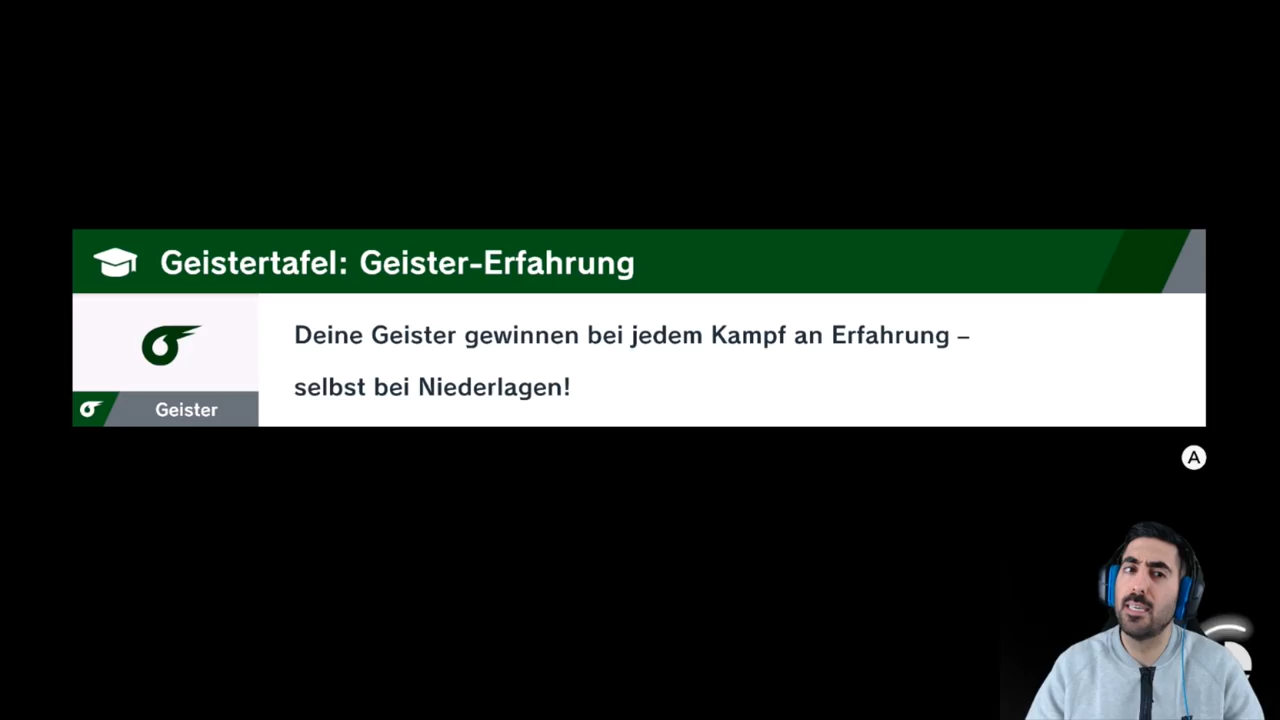 Geistertafel: Geister-Erfahrung
Deine Geister gewinnen bei jedem Kampf an Erfahrung –
selbst bei Niederlagen!
Geister
A